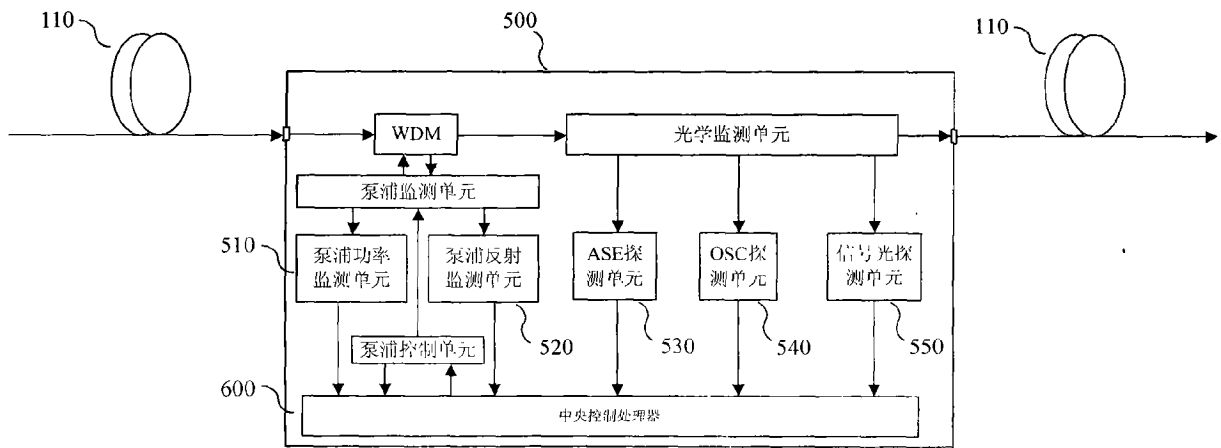 110
500
110
WDM
光学监测单元
泵浦监测单元
510
泵浦功率
监测单元
泵浦反射
监测单元
ASE探
测单元
OSC探
测单元
信号光探
测单元
520
530
540
550
泵浦控制单元
600
中央控制处理器